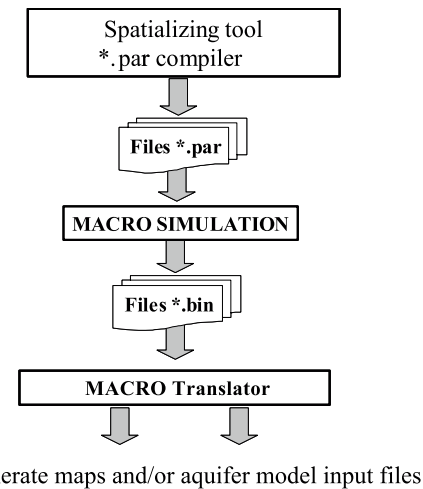 Spatializing tool
*.par compiler
Files *.par
MACRO SIMULATION
Files *.bin
MACRO Translator
maps and/or aquifer model input files